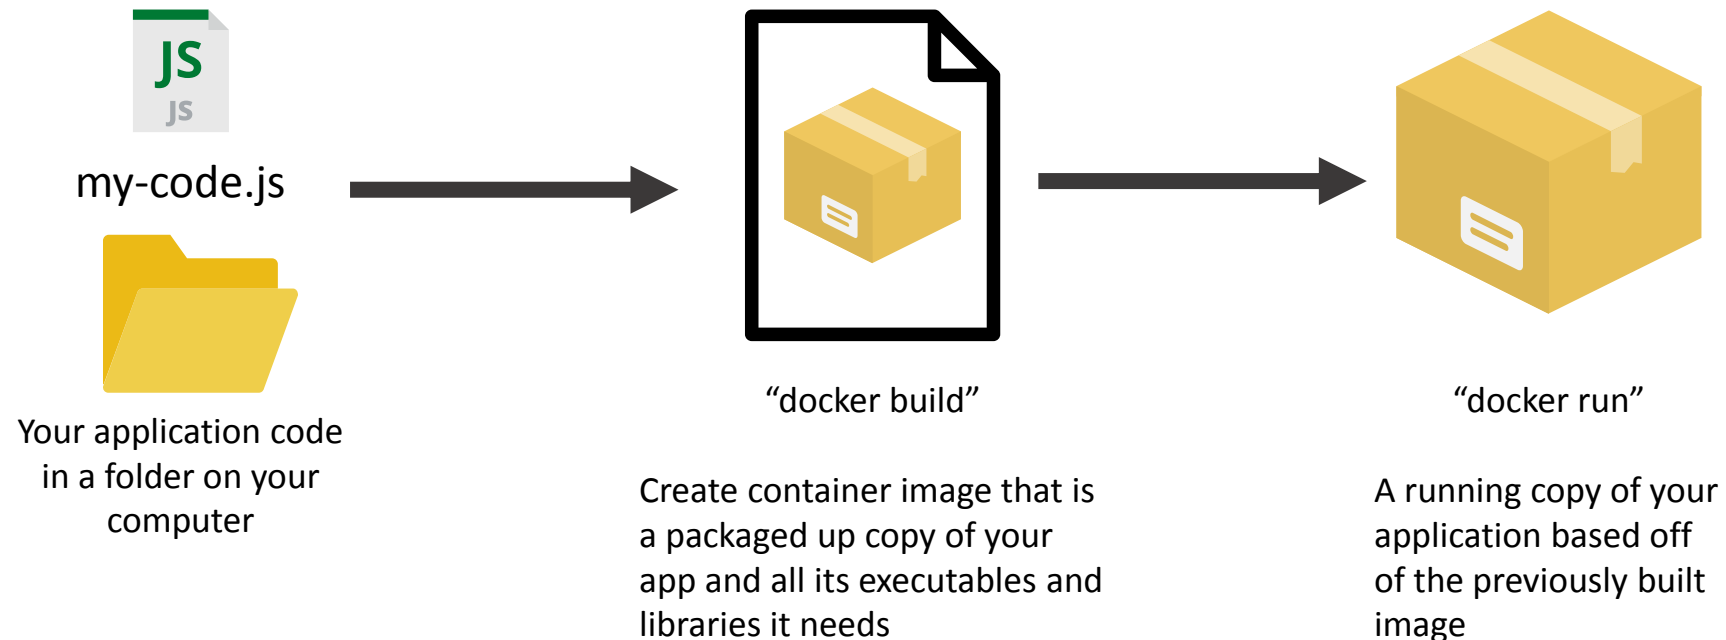 JS
JS
my-code.js
Your application code
in a folder on your
computer
“docker build”
Create container image that is
a packaged up copy of your
app and all its executables and
libraries it needs
“docker run”
A running copy of your
application based off
of the previously built
image